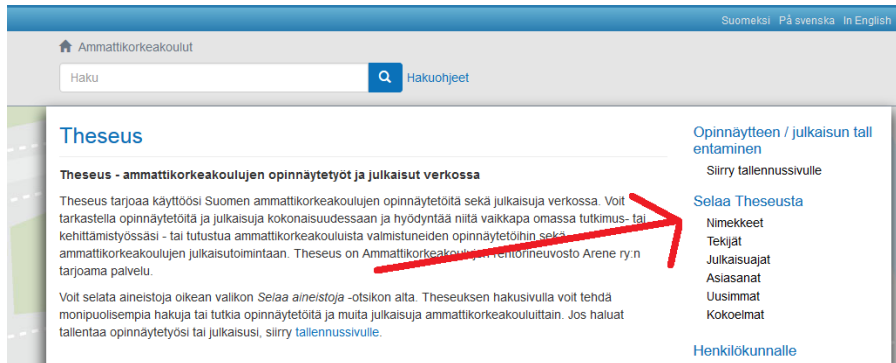 Suomeksi På svenska In English
Ammattikorkeakoulut
Haku
Hakuohjeet
Theseus
Theseus - ammattikorkeakoulujen opinnäytetyöt ja julkaisut verkossa
Theseus tarjoaa käyttöösi Suomen ammattikorkeakoulujen opinnäytetöitä sekä julkaisuja verkossa. Voit
tarkastella opinnäytetöitä ja julkaisuja kokonaisuudessaan ja hyödyntää niitä vaikkapa omassa tutkimus- tai
kehittämistyössäsi - tai tutustua ammattikorkeakouluista valmistuneiden opinnäytetöihin sekä
ammattikorkeakoulujen julkaisutoimintaan. Theseus on Ammattikorkeakoulujen rehtorineuvosto Arene ry:n
tarjoama palvelu.
Voit selata aineistoja oikean valikon Selaa aineistoja -otsikon alta. Theseuksen hakusivulla voit tehdä
monipuolisempia hakuja tai tutkia opinnäytetöitä ja muita julkaisuja ammattikorkeakouluittain. Jos haluat
tallentaa opinnäytetyösi tai julkaisusi, siirry tallennussivulle.
Opinnäytteen / julkaisun tall
entaminen
Siirry tallennussivulle
Selaa Theseusta
Nimekkeet
Tekijät
Julkaisuajat
Asiasanat
Uusimmat
Kokoelmat
Henkilökunnalle